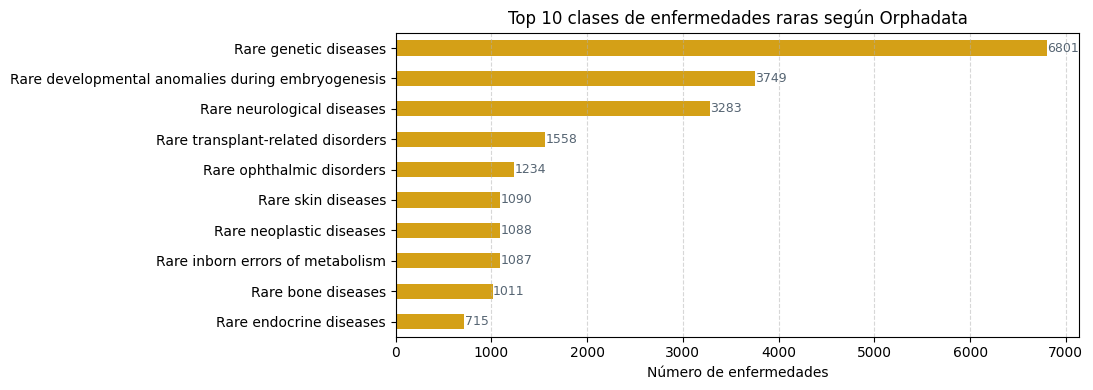 Top 10 clases de enfermedades raras según Orphadata
Rare genetic diseases 6801
Rare developmental anomalies during embryogenesis 3749
Rare neurological diseases 3283
Rare transplant-related disorders 1558
Rare ophthalmic disorders 1234
Rare skin diseases 1090
Rare neoplastic diseases 1088
Rare inborn errors of metabolism 1087
Rare bone diseases 1011
Rare endocrine diseases 715
0 1000 2000 3000 4000 5000 6000 7000
Número de enfermedades